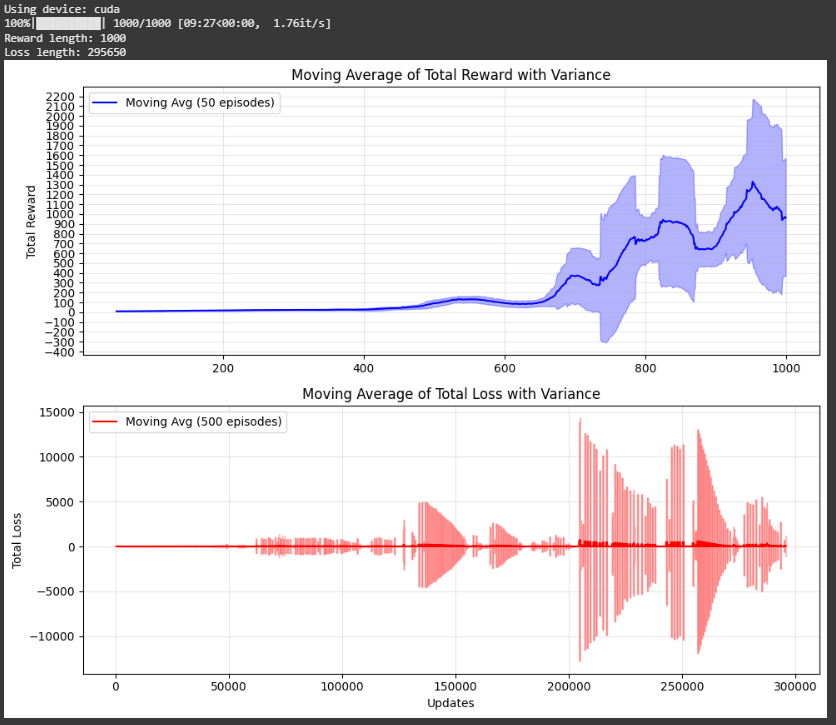 Using device: cuda
100%|██████████| 1000/1000 [09:27<00:00, 1.76it/s]
Reward length: 1000
Loss length: 295650
Moving Average of Total Reward with Variance
Moving Avg (50 episodes)
Total Reward
2200
2100
2000
1900
1800
1700
1600
1500
1400
1300
1200
1100
1000
900
800
700
600
500
400
300
200
100
0
−100
−200
−300
−400
200 400 600 800 1000
Moving Average of Total Loss with Variance
Moving Avg (500 episodes)
Total Loss
15000
10000
5000
0
−5000
−10000
0 50000 100000 150000 200000 250000 300000
Updates